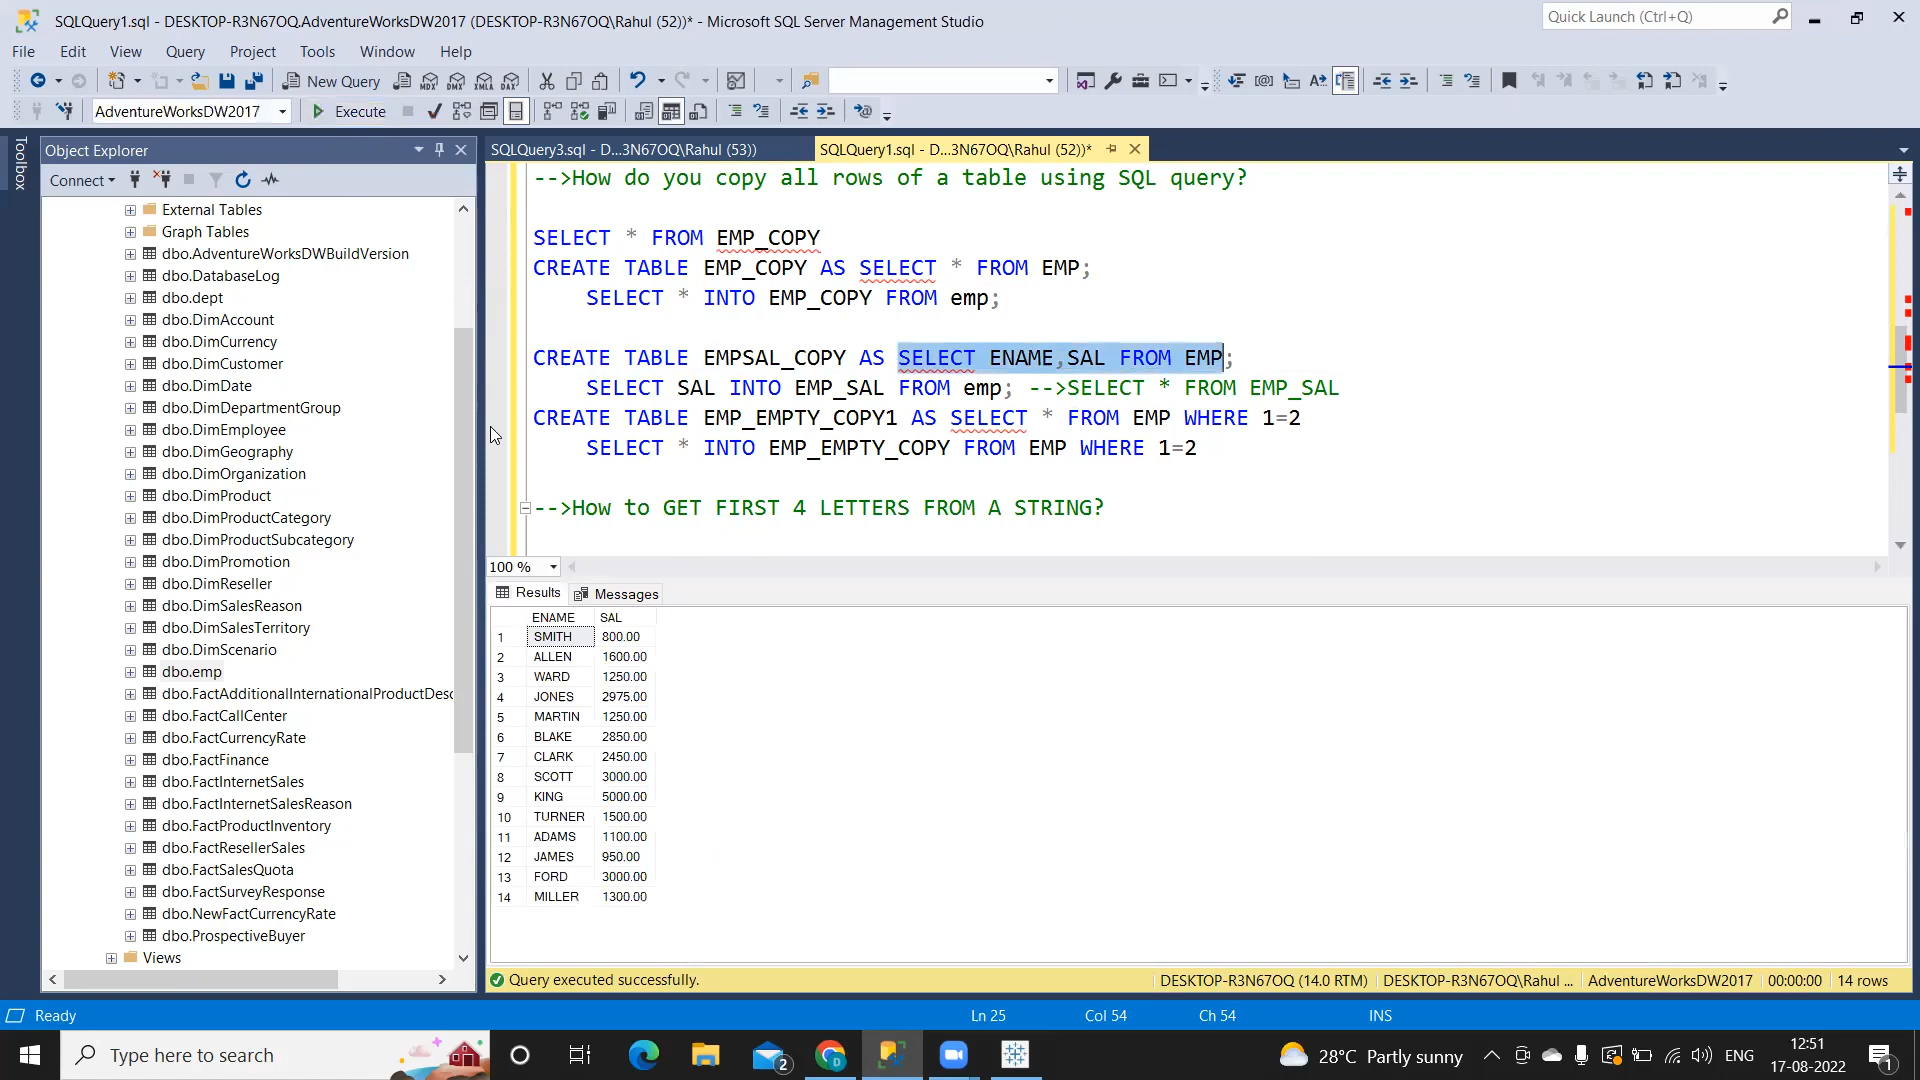 SQLQuery1.sql - DESKTOP-R3N67OQ.AdventureWorksDW2017 (DESKTOP-R3N67OQ\Rahul (52))* - Microsoft SQL Server Management Studio
Quick Launch (Ctrl+Q)
File Edit View Query Project Tools Window Help
New Query
MDX DMX XMLA DAX
AdventureWorksDW2017
Execute
Toolbox
Object Explorer
SQLQuery3.sql - D...3N67OQ\Rahul (53))
SQLQuery1.sql - D...3N67OQ\Rahul (52))*
Connect
External Tables
Graph Tables
dbo.AdventureWorksDWBuildVersion
dbo.DatabaseLog
dbo.dept
dbo.DimAccount
dbo.DimCurrency
dbo.DimCustomer
dbo.DimDate
dbo.DimDepartmentGroup
dbo.DimEmployee
dbo.DimGeography
dbo.DimOrganization
dbo.DimProduct
dbo.DimProductCategory
dbo.DimProductSubcategory
dbo.DimPromotion
dbo.DimReseller
dbo.DimSalesReason
dbo.DimSalesTerritory
dbo.DimScenario
dbo.emp
dbo.FactAdditionalInternationalProductDesc
dbo.FactCallCenter
dbo.FactCurrencyRate
dbo.FactFinance
dbo.FactInternetSales
dbo.FactInternetSalesReason
dbo.FactProductInventory
dbo.FactResellerSales
dbo.FactSalesQuota
dbo.FactSurveyResponse
dbo.NewFactCurrencyRate
dbo.ProspectiveBuyer
Views
-->How do you copy all rows of a table using SQL query?
SELECT * FROM EMP_COPY
CREATE TABLE EMP_COPY AS SELECT * FROM EMP;
SELECT * INTO EMP_COPY FROM emp;
CREATE TABLE EMPSAL_COPY AS SELECT ENAME,SAL FROM EMP;
SELECT SAL INTO EMP_SAL FROM emp; -->SELECT * FROM EMP_SAL
CREATE TABLE EMP_EMPTY_COPY1 AS SELECT * FROM EMP WHERE 1=2
SELECT * INTO EMP_EMPTY_COPY FROM EMP WHERE 1=2
-->How to GET FIRST 4 LETTERS FROM A STRING?
100 %
Results Messages
ENAME SAL
1 SMITH 800.00
2 ALLEN 1600.00
3 WARD 1250.00
4 JONES 2975.00
5 MARTIN 1250.00
6 BLAKE 2850.00
7 CLARK 2450.00
8 SCOTT 3000.00
9 KING 5000.00
10 TURNER 1500.00
11 ADAMS 1100.00
12 JAMES 950.00
13 FORD 3000.00
14 MILLER 1300.00
Query executed successfully.
DESKTOP-R3N67OQ (14.0 RTM) DESKTOP-R3N67OQ\Rahul ... AdventureWorksDW2017 00:00:00 14 rows
Ready
Ln 25 Col 54 Ch 54 INS
Type here to search
2
28°C Partly sunny
ENG
12:51
17-08-2022
1